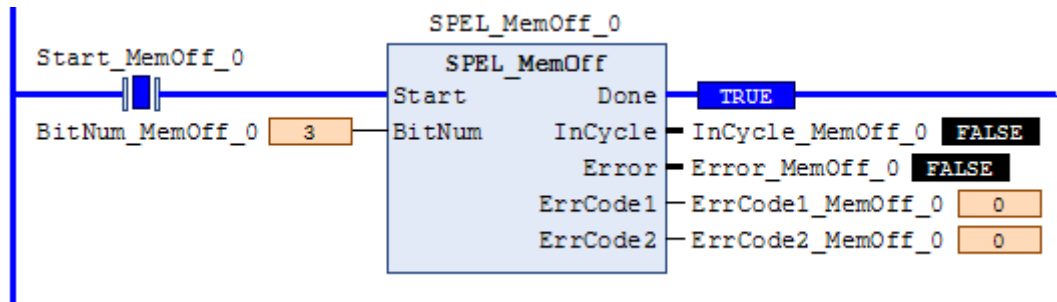 SPEL_MemOff_0
Start_MemOff_0 SPEL_MemOff
Start Done TRUE
BitNum_MemOff_0 3 BitNum InCycle InCycle_MemOff_0 FALSE
Error Error_MemOff_0 FALSE
ErrCode1 ErrCode1_MemOff_0 0
ErrCode2 ErrCode2_MemOff_0 0